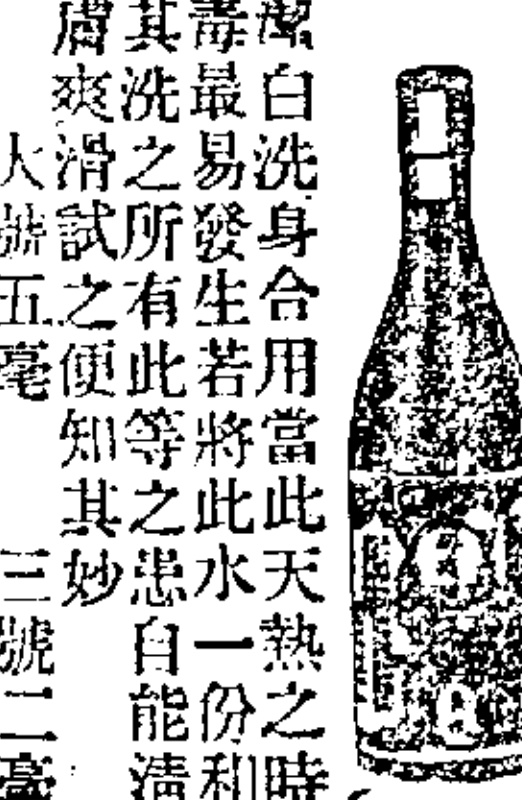 潔白洗身合用當此天熱之時
毒最易發生若將此水一份和
其洗之所有此等之患自能清
膚爽滑試之便知其妙
大號五毫 三號二毫